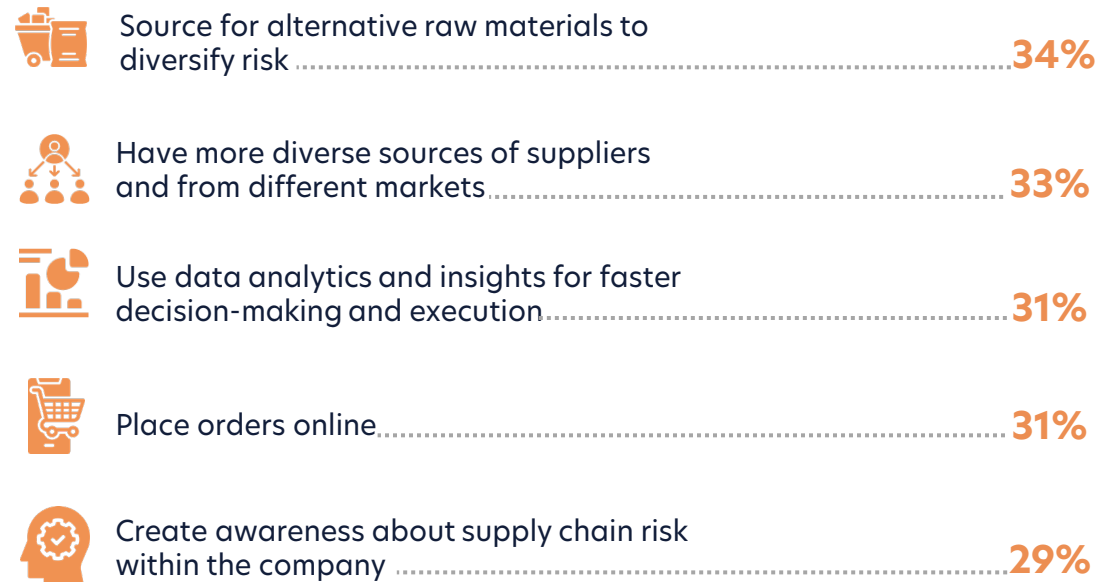 Source for alternative raw materials to
diversify risk 34%
Have more diverse sources of suppliers
and from different markets 33%
Use data analytics and insights for faster
decision-making and execution 31%
Place orders online 31%
Create awareness about supply chain risk
within the company 29%